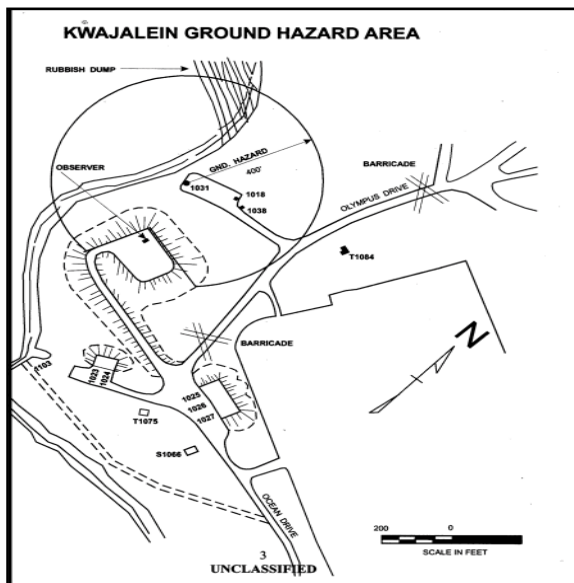 KWAJALEIN GROUND HAZARD AREA
RUBBISH DUMP
OBSERVER
GND. HAZARD
400'
BARRICADE
1031
1018
1038
OLYMPUS DRIVE
T1084
BARRICADE
N
1103
1023
1024
1025
1026
1027
T1075
S1066
OCEAN DRIVE
200 0
SCALE IN FEET
3
UNCLASSIFIED